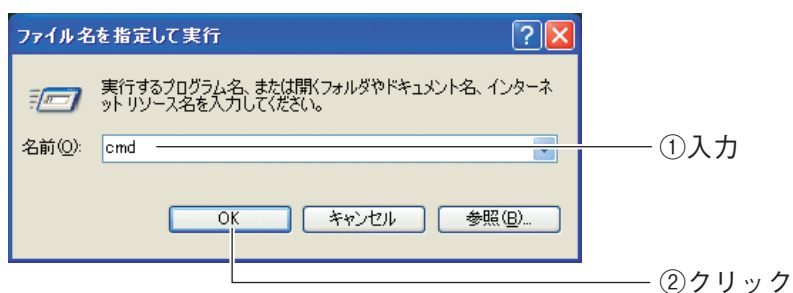 ファイル名を指定して実行
実行するプログラム名、または開くフォルダやドキュメント名、インターネ
ット リソース名を入力してください。
名前(O):
cmd
①入力
OK
キャンセル
参照(B)...
②クリック